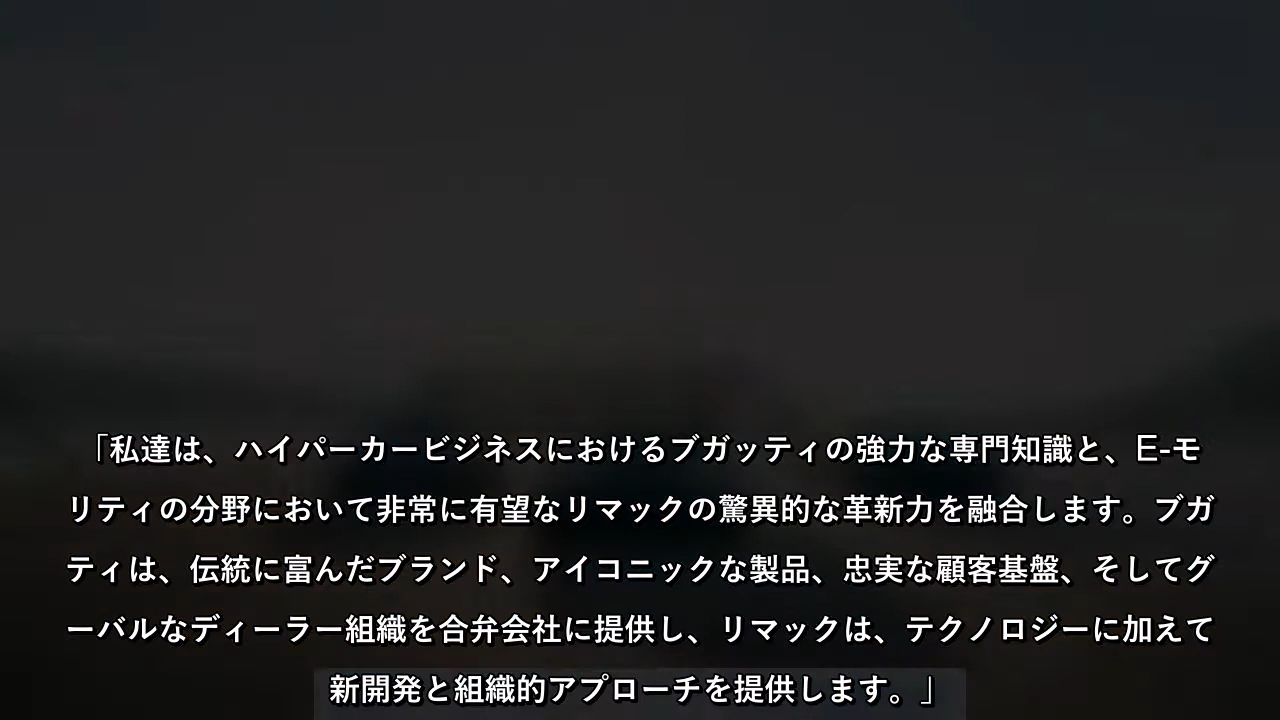 「私達は、ハイパーカービジネスにおけるブガッティの強力な専門知識と、E-モ
リティの分野において非常に有望なリマックの驚異的な革新力を融合します。ブガ
ティは、伝統に富んだブランド、アイコニックな製品、忠実な顧客基盤、そしてグ
ーバルなディーラー組織を合弁会社に提供し、リマックは、テクノロジーに加えて
新開発と組織的アプローチを提供します。」